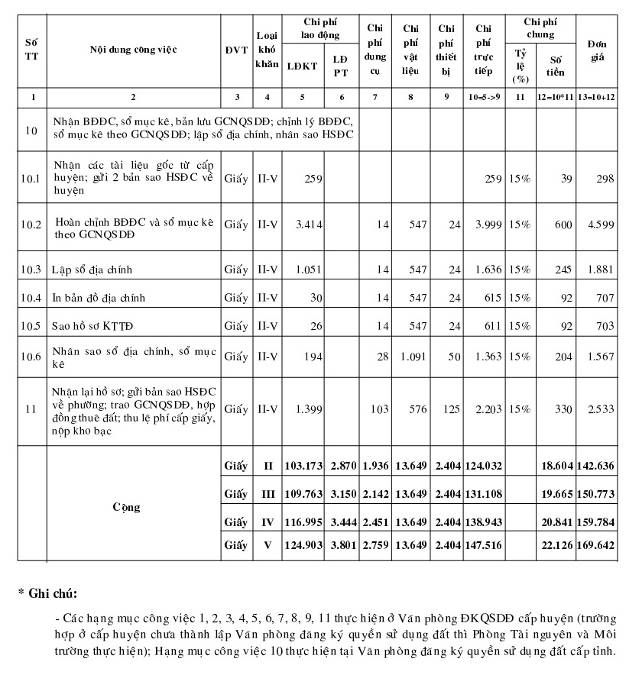 Số TT | Nội dung công việc | ĐVT | Loại khó khăn | Chi phí lao động | Chi phí dụng cụ | Chi phí vật liệu | Chi phí thiết bị | Chi phí trực tiếp | Chi phí chung | Đơn giá
LĐKT | LĐ PT | Tỷ lệ (%) | Số tiền
1 | 2 | 3 | 4 | 5 | 6 | 7 | 8 | 9 | 10=5->9 | 11 | 12=10*11 | 13=10+12
10 | Nhận BĐĐC, sổ mục kê, bản lưu GCNQSDĐ; chỉnh lý BĐĐC,
sổ mục kê theo GCNQSDĐ; lập sổ địa chính, nhân sao HSĐC
10.1 | Nhận các tài liệu gốc từ cấp
huyện; gửi 2 bản sao HSĐC về
huyện | Giấy | II-V | 259 | 259 | 15% | 39 | 298
10.2 | Hoàn chỉnh BĐĐC và sổ mục kê
theo GCNQSDĐ | Giấy | II-V | 3.414 | 14 | 547 | 24 | 3.999 | 15% | 600 | 4.599
10.3 | Lập sổ địa chính | Giấy | II-V | 1.051 | 14 | 547 | 24 | 1.636 | 15% | 245 | 1.881
10.4 | In bản đồ địa chính | Giấy | II-V | 30 | 14 | 547 | 24 | 615 | 15% | 92 | 707
10.5 | Sao hồ sơ KTTĐ | Giấy | II-V | 26 | 14 | 547 | 24 | 611 | 15% | 92 | 703
10.6 | Nhân sao sổ địa chính, sổ mục
kê | Giấy | II-V | 194 | 28 | 1.091 | 50 | 1.363 | 15% | 204 | 1.567
11 | Nhận lại hồ sơ; gửi bản sao HSĐC
về phường; trao GCNQSDĐ, hợp
đồng thuê đất; thu lệ phí cấp giấy,
nộp kho bạc | Giấy | II-V | 1.399 | 103 | 576 | 125 | 2.203 | 15% | 330 | 2.533
Cộng
Giấy | II | 103.173 | 2.870 | 1.936 | 13.649 | 2.404 | 124.032 | 18.604 | 142.636
Giấy | III | 109.763 | 3.150 | 2.142 | 13.649 | 2.404 | 131.108 | 19.665 | 150.773
Giấy | IV | 116.995 | 3.444 | 2.451 | 13.649 | 2.404 | 138.943 | 20.841 | 159.784
Giấy | V | 124.903 | 3.801 | 2.759 | 13.649 | 2.404 | 147.516 | 22.126 | 169.642
* Ghi chú:
- Các hạng mục công việc 1, 2, 3, 4, 5, 6, 7, 8, 9, 11 thực hiện ở Văn phòng ĐKQSDĐ cấp huyện (trường
hợp ở cấp huyện chưa thành lập Văn phòng đăng ký quyền sử dụng đất thì Phòng Tài nguyên và Môi
trường thực hiện); Hạng mục công việc 10 thực hiện tại Văn phòng đăng ký quyền sử dụng đất cấp tỉnh.